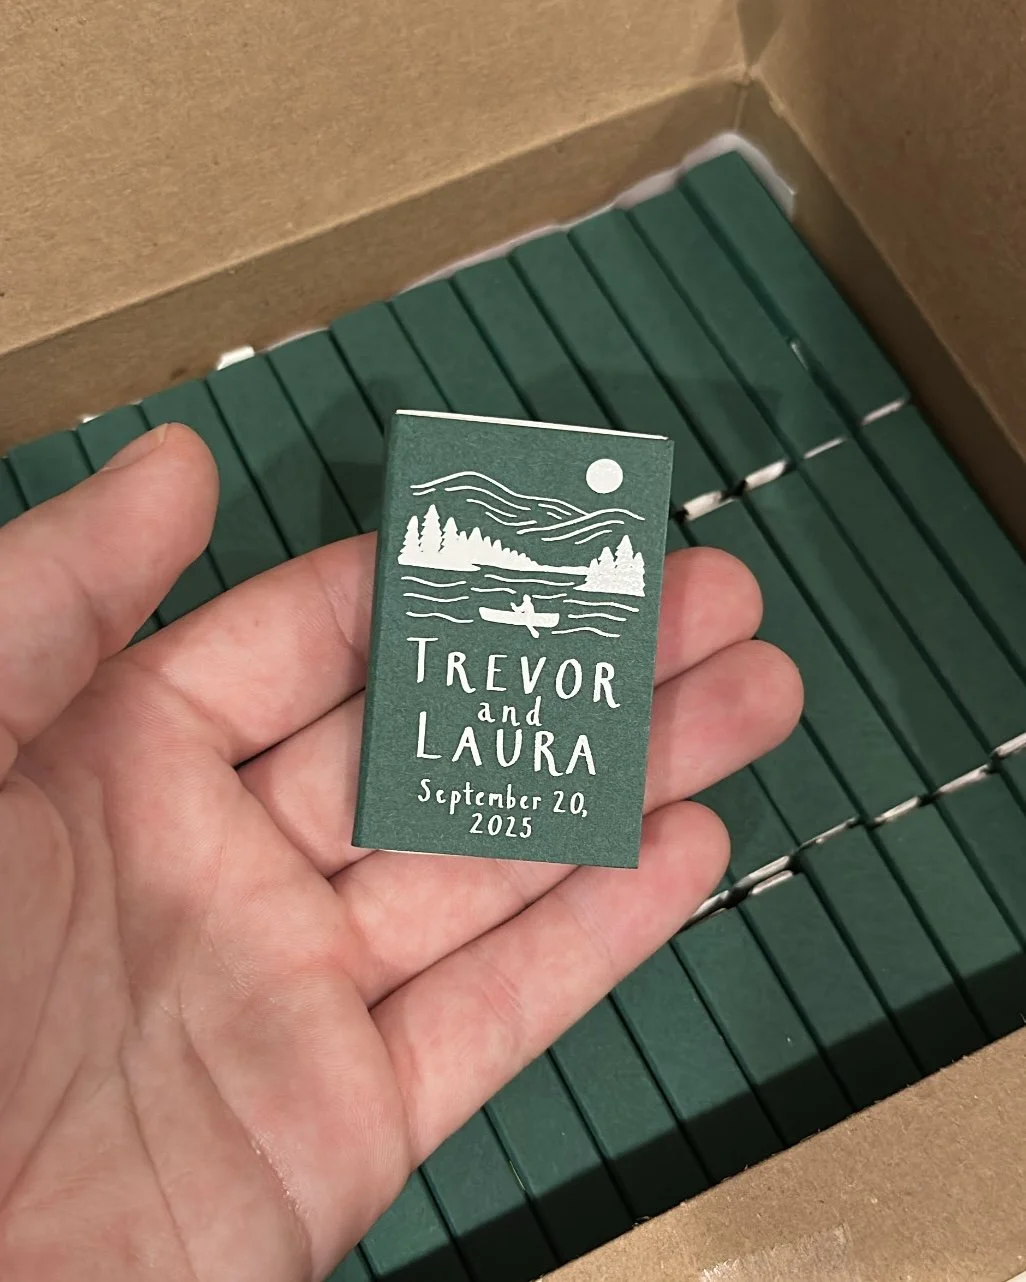 TREVOR
and
LAURA
September 20,
2025